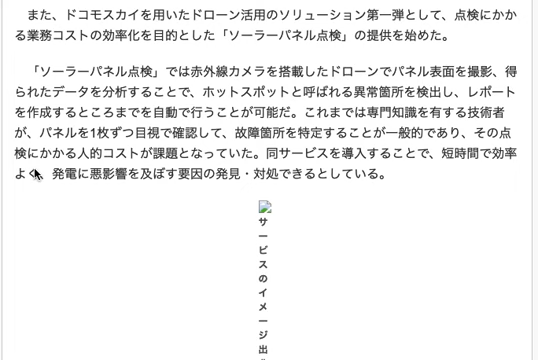 また、ドコモスカイを用いたドローン活用のソリューション第一弾として、点検にかか
る業務コストの効率化を目的とした「ソーラーパネル点検」の提供を始めた。
「ソーラーパネル点検」では赤外線カメラを搭載したドローンでパネル表面を撮影、得
られたデータを分析することで、ホットスポットと呼ばれる異常箇所を検出し、レポート
を作成するところまでを自動で行うことが可能だ。これまでは専門知識を有する技術者
が、パネルを1枚ずつ目視で確認して、故障箇所を特定することが一般的であり、その点
検にかかる人的コストが課題となっていた。同サービスを導入することで、短時間で効率
よく、発電に悪影響を及ぼす要因の発見・対処できるとしている。
サ
ー
ビ
ス
の
イ
メ
ー
ジ
出